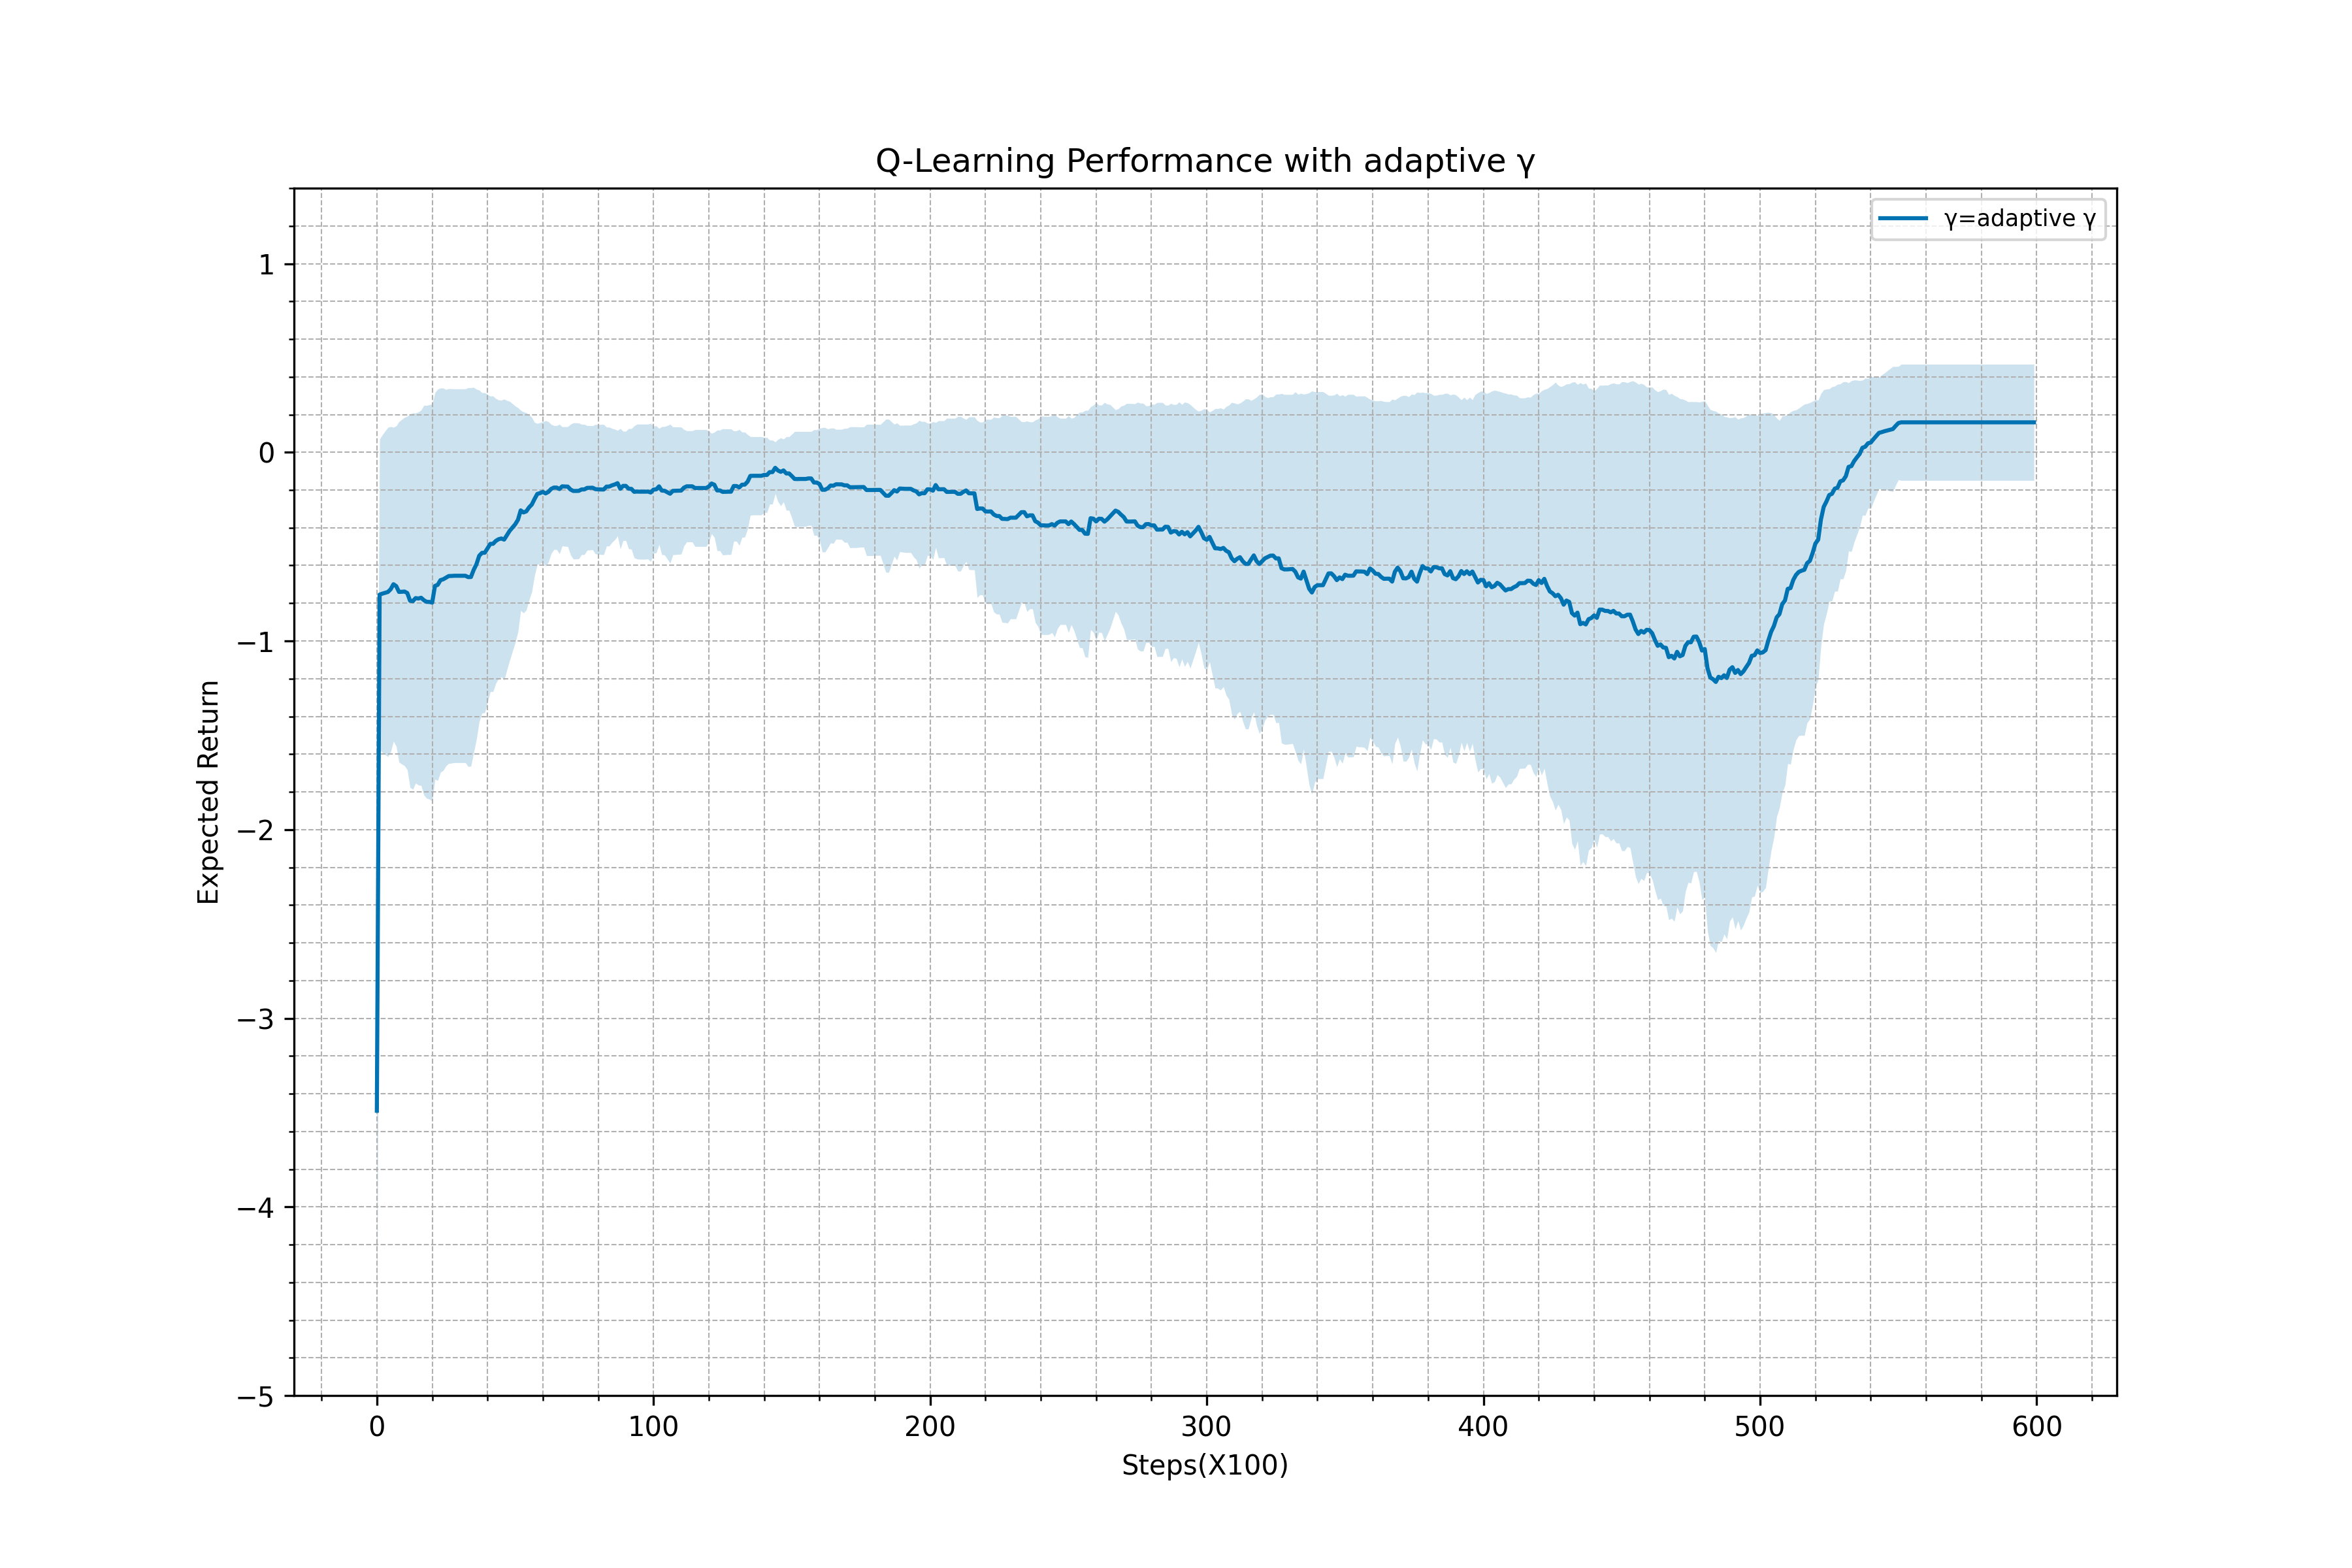 Q-Learning Performance with adaptive γ
γ=adaptive γ
1
0
−1
−2
−3
−4
−5
Expected Return
0 100 200 300 400 500 600
Steps(X100)